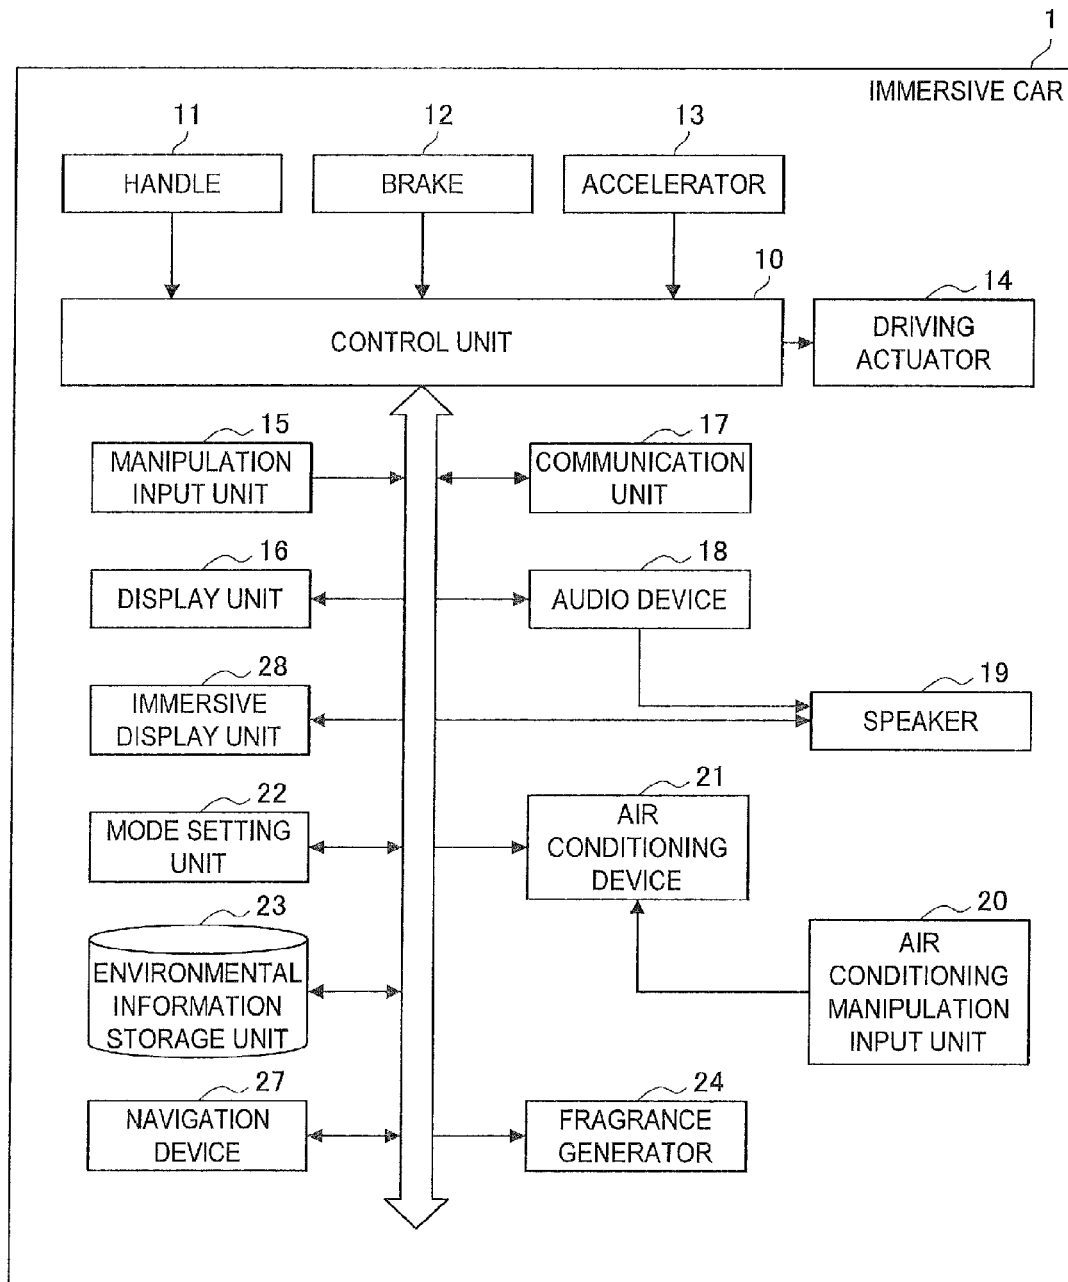 1
IMMERSIVE CAR
11
12
13
HANDLE
BRAKE
ACCELERATOR
10
14
CONTROL UNIT
DRIVING
ACTUATOR
15
17
MANIPULATION
INPUT UNIT
COMMUNICATION
UNIT
16
18
DISPLAY UNIT
AUDIO DEVICE
28
19
IMMERSIVE
DISPLAY UNIT
SPEAKER
22
21
MODE SETTING
UNIT
AIR
CONDITIONING
DEVICE
23
20
ENVIRONMENTAL
INFORMATION
STORAGE UNIT
AIR
CONDITIONING
MANIPULATION
INPUT UNIT
27
24
NAVIGATION
DEVICE
FRAGRANCE
GENERATOR